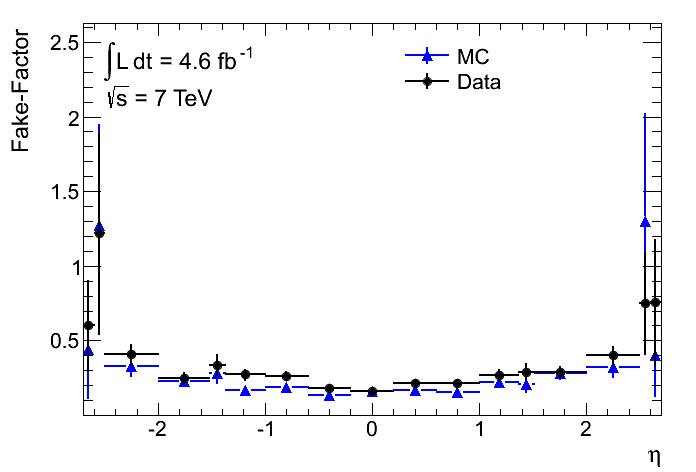 Fake-Factor
∫L dt = 4.6 fb⁻¹
√s = 7 TeV
MC
Data
2.5
2
1.5
1
0.5
-2 -1 0 1 2
η